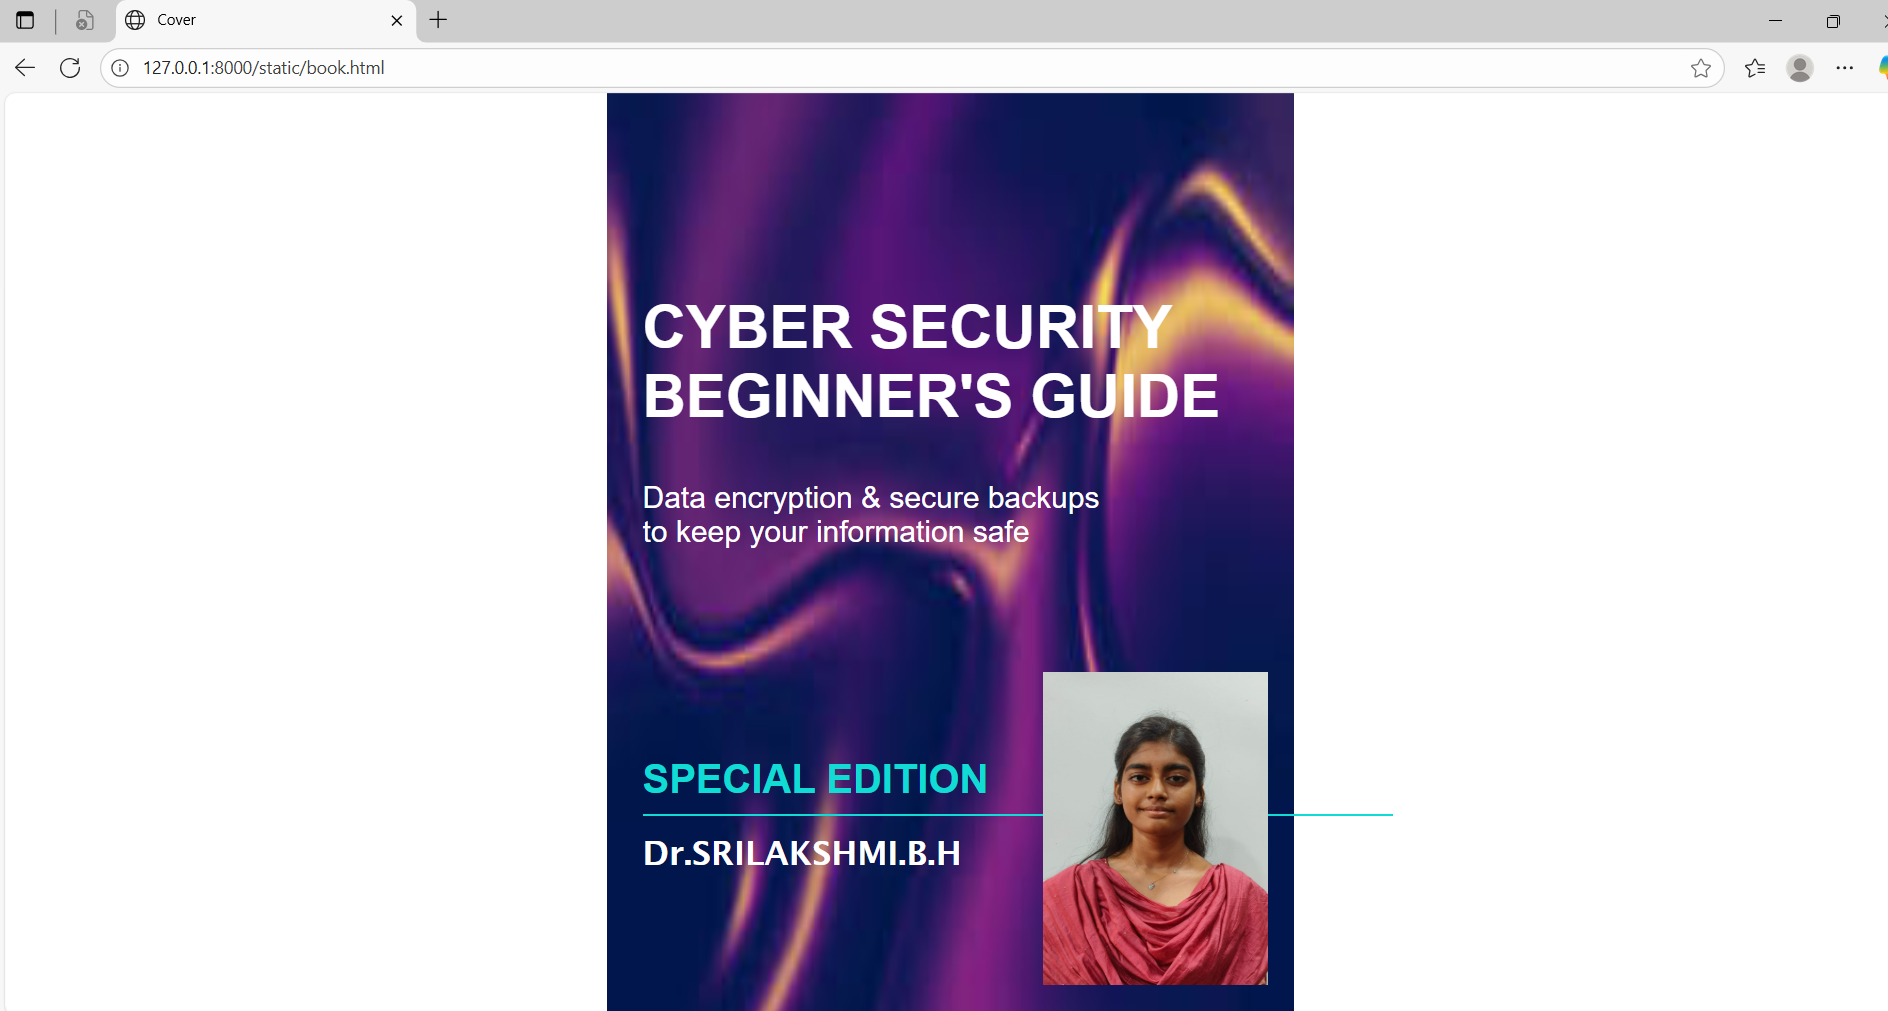 Cover
127.0.0.1:8000/static/book.html
CYBER SECURITY
BEGINNER'S GUIDE
Data encryption & secure backups
to keep your information safe
SPECIAL EDITION
Dr.SRILAKSHMI.B.H